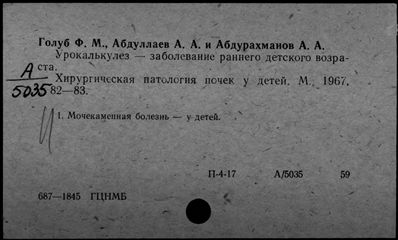 Голуб Ф. М., Абдуллаев А. А. и Абдурахманов А. А.
Урокалькулез — заболевание раннего детского возра-
ста.
А
5035
Хирургическая патология почек у детей. М., 1967,
82—83.
1. Мочекаменная болезнь — у детей.
П-4-17 А/5035 59
687—1845 ГЦНМБ